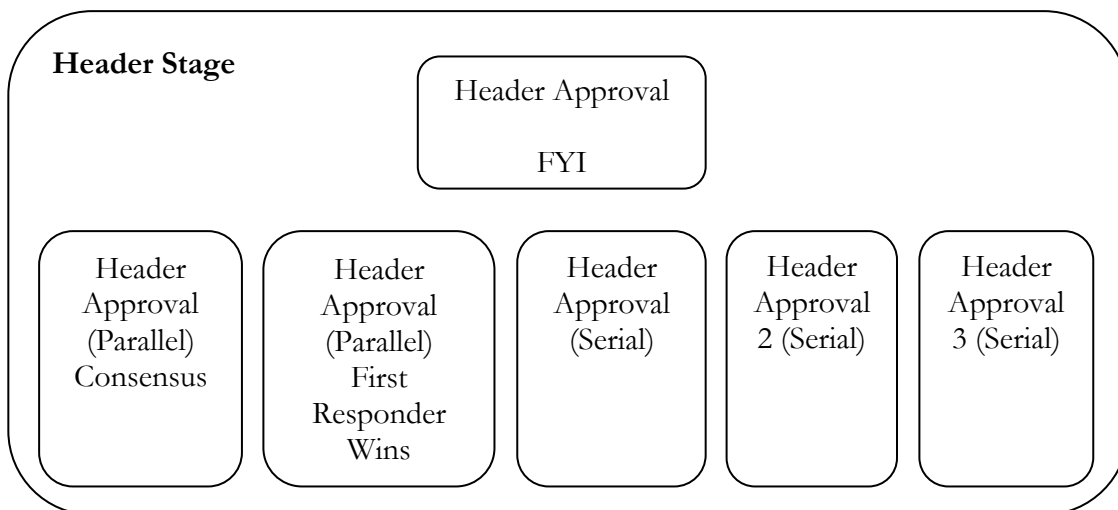 Header Stage
Header Approval
FYI
Header
Approval
(Parallel)
Consensus
Header
Approval
(Parallel)
First
Responder
Wins
Header
Approval
(Serial)
Header
Approval
2 (Serial)
Header
Approval
3 (Serial)